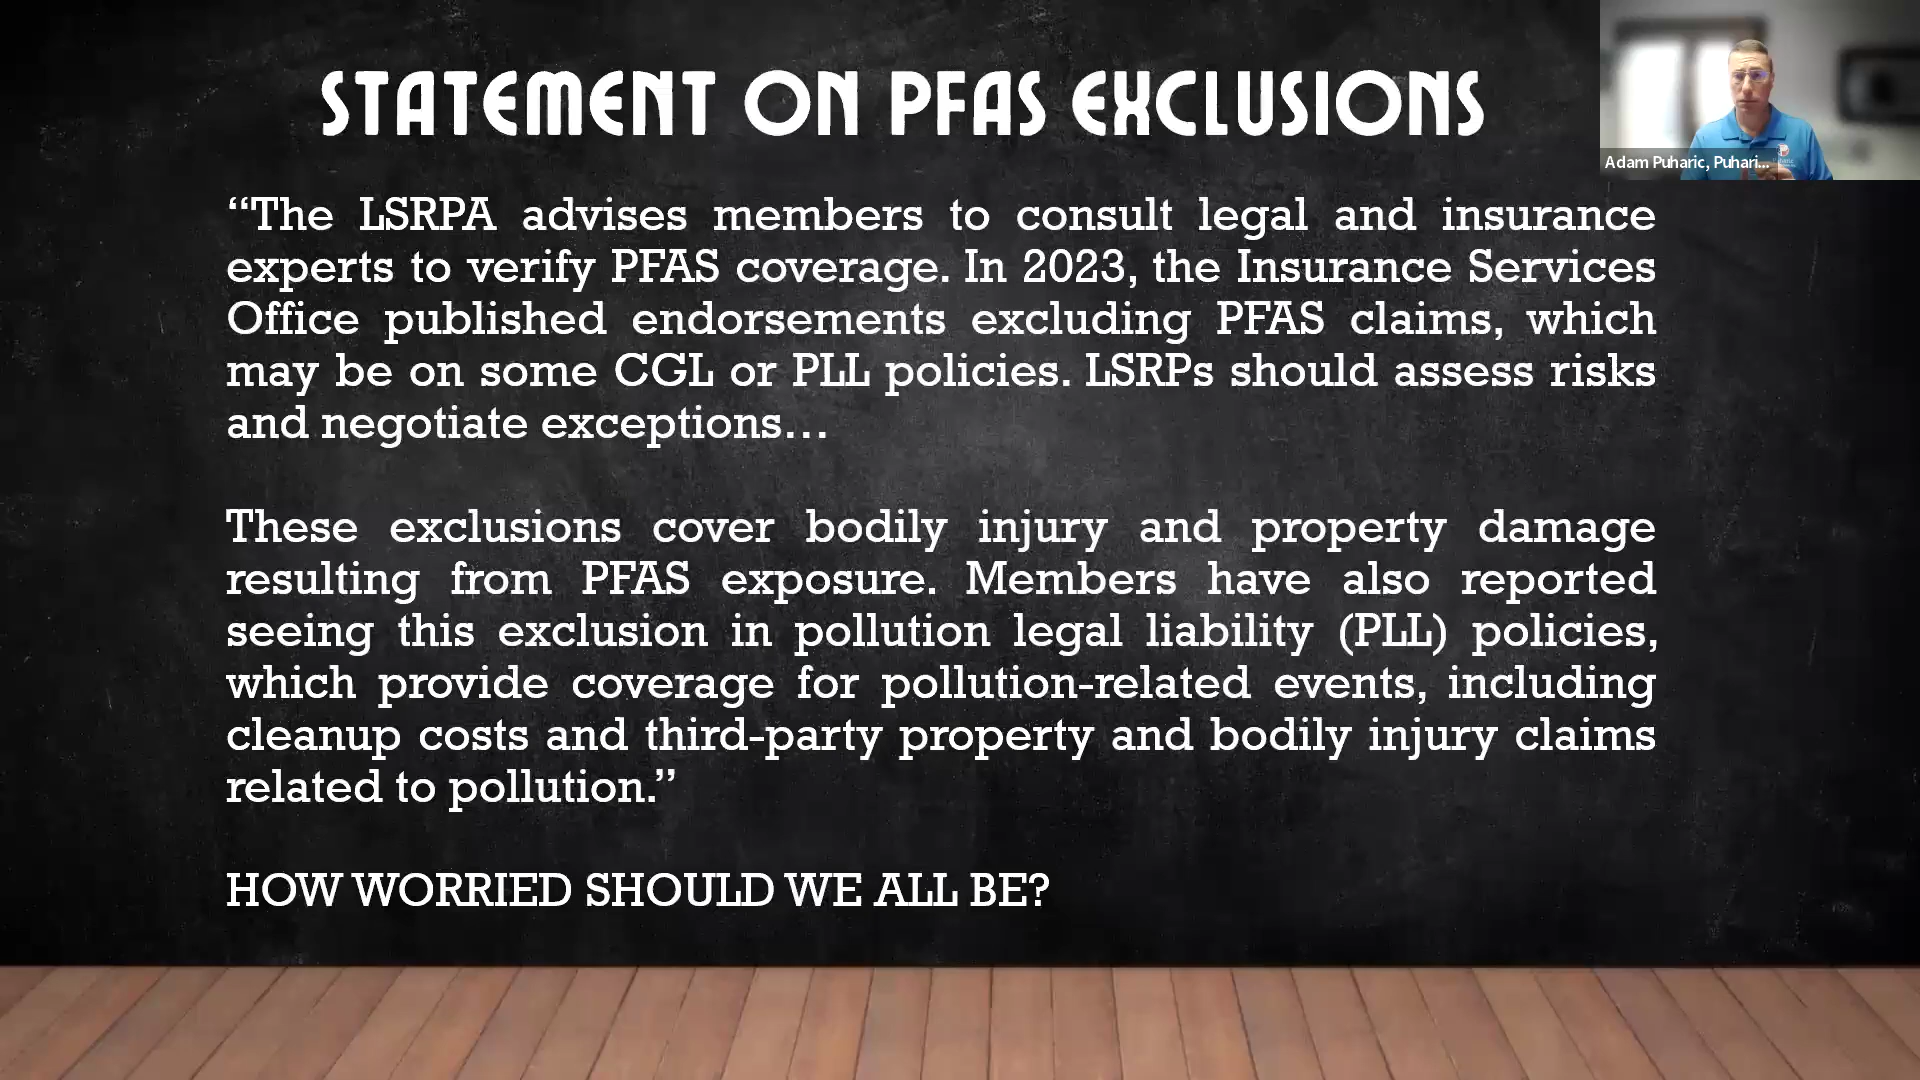 STATEMENT ON PFAS EXCLUSIONS
Adam Puharic, Puhari...
“The LSRPA advises members to consult legal and insurance
experts to verify PFAS coverage. In 2023, the Insurance Services
Office published endorsements excluding PFAS claims, which
may be on some CGL or PLL policies. LSRPs should assess risks
and negotiate exceptions…
These exclusions cover bodily injury and property damage
resulting from PFAS exposure. Members have also reported
seeing this exclusion in pollution legal liability (PLL) policies,
which provide coverage for pollution-related events, including
cleanup costs and third-party property and bodily injury claims
related to pollution.”
HOW WORRIED SHOULD WE ALL BE?